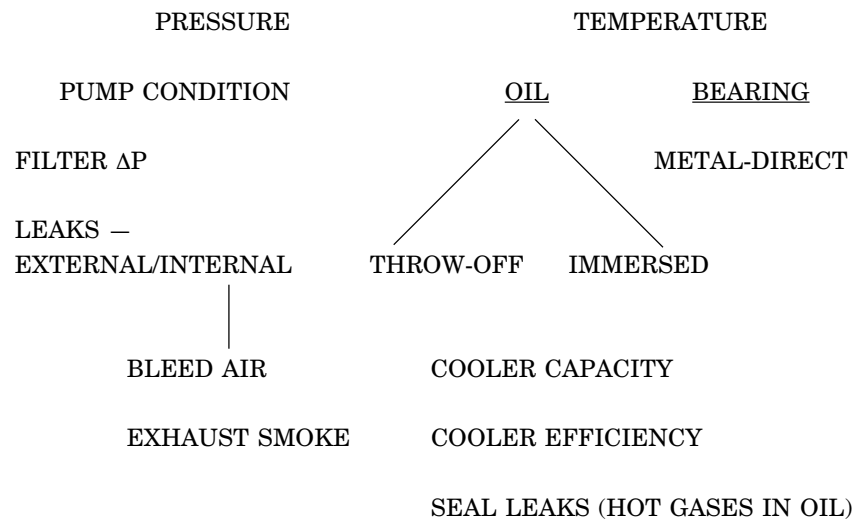 PRESSURE TEMPERATURE
PUMP CONDITION OIL BEARING
FILTER ΔP METAL-DIRECT
LEAKS –
EXTERNAL/INTERNAL THROW-OFF IMMERSED
BLEED AIR COOLER CAPACITY
EXHAUST SMOKE COOLER EFFICIENCY
SEAL LEAKS (HOT GASES IN OIL)